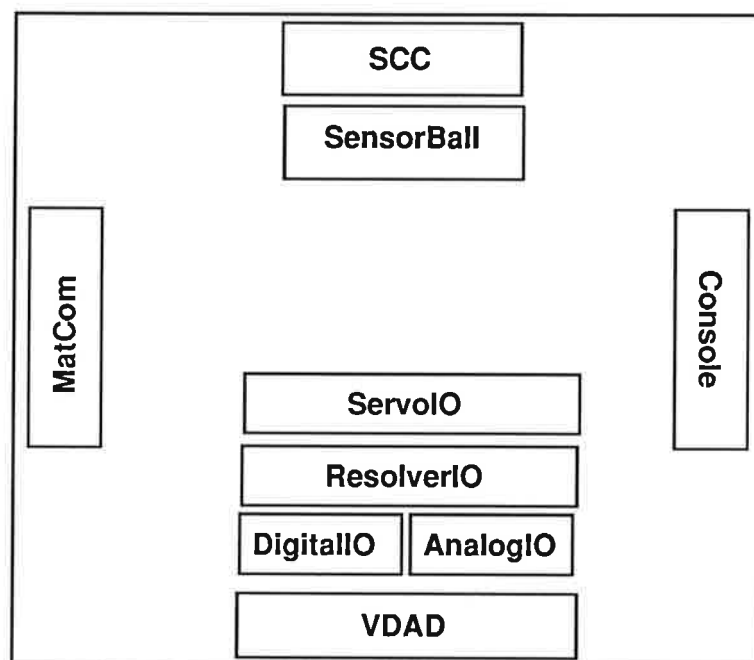 SCC
SensorBall
MatCom
Console
ServoIO
ResolverIO
DigitalIO
AnalogIO
VDAD